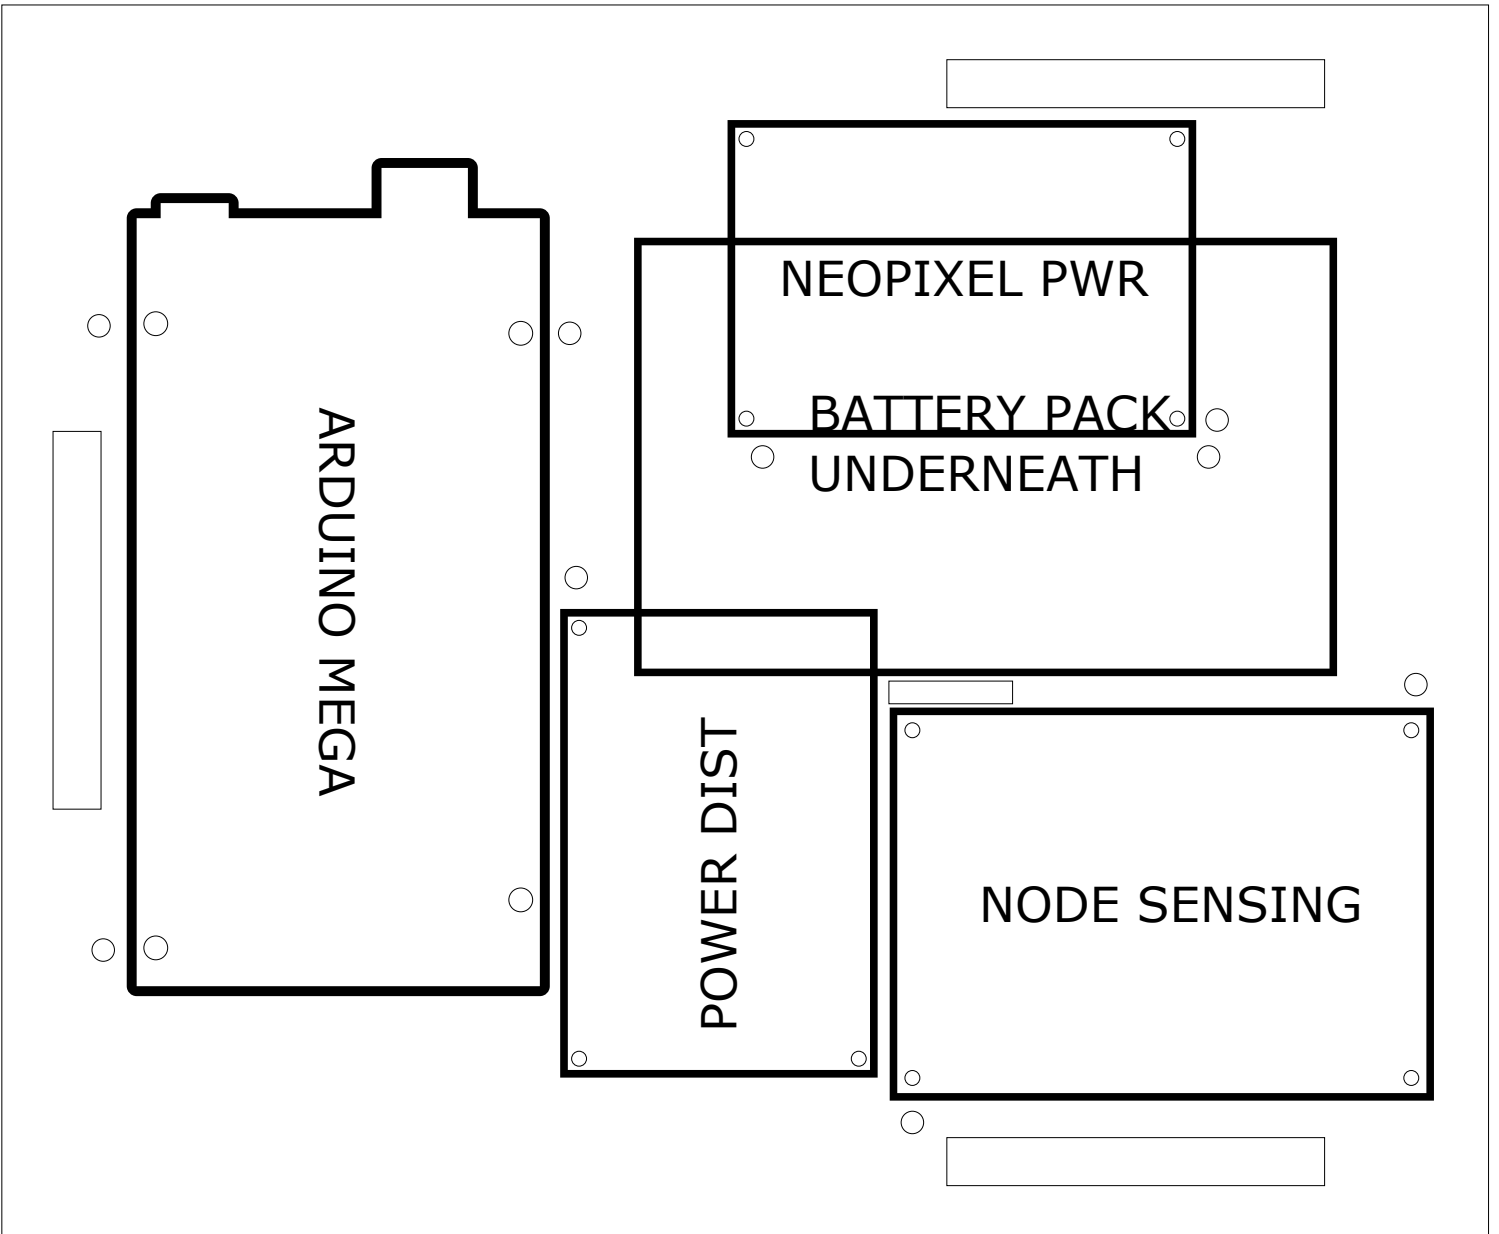 NEOPIXEL PWR
BATTERY PACK
UNDERNEATH
ARDUINO MEGA
POWER DIST
NODE SENSING